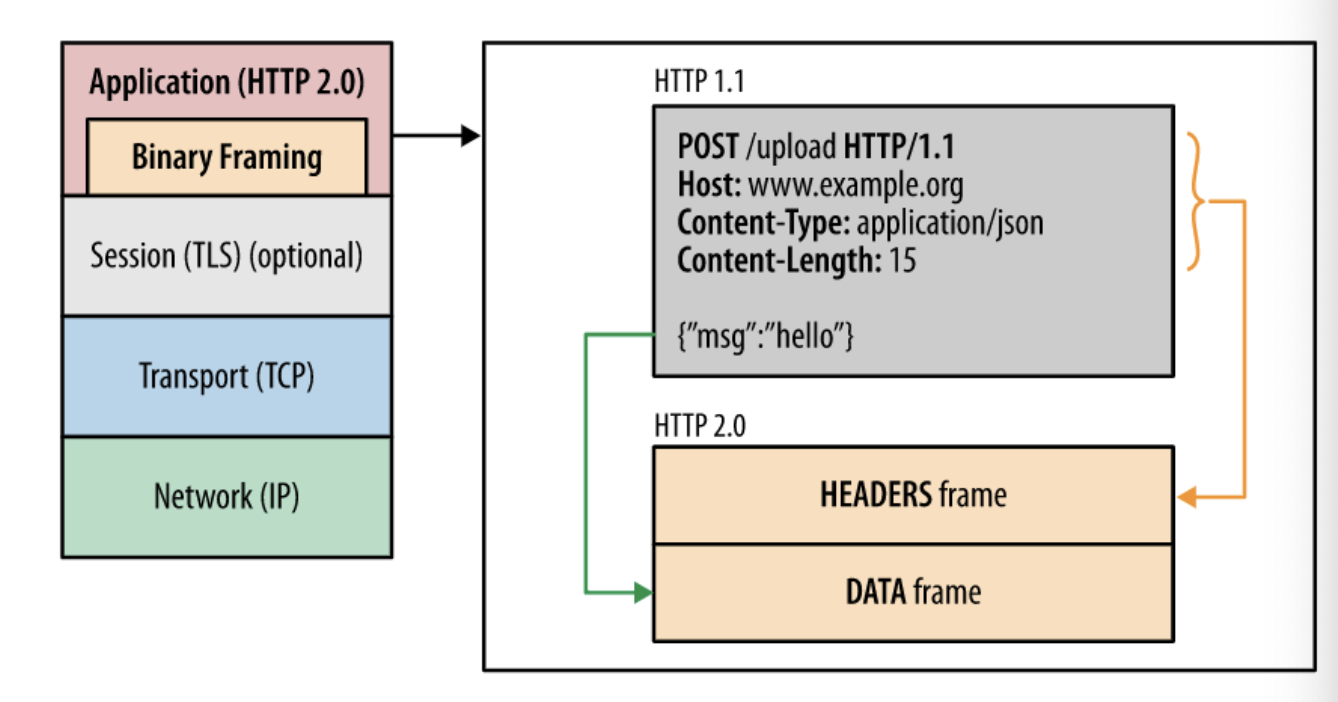 Application (HTTP 2.0)
Binary Framing
Session (TLS) (optional)
Transport (TCP)
Network (IP)
HTTP 1.1
POST /upload HTTP/1.1
Host: www.example.org
Content-Type: application/json
Content-Length: 15
{”msg”:”hello”}
HTTP 2.0
HEADERS frame
DATA frame